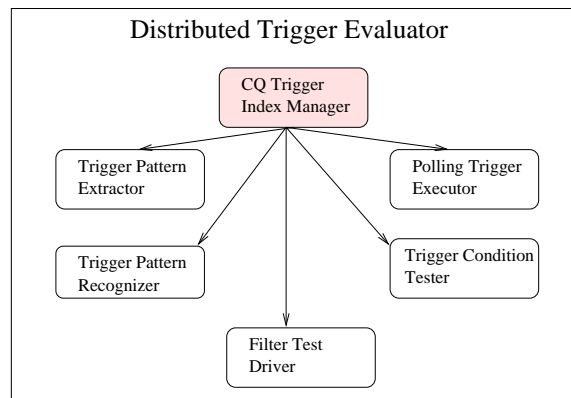 Distributed Trigger Evaluator
CQ Trigger
Index Manager
Trigger Pattern
Extractor
Polling Trigger
Executor
Trigger Pattern
Recognizer
Trigger Condition
Tester
Filter Test
Driver